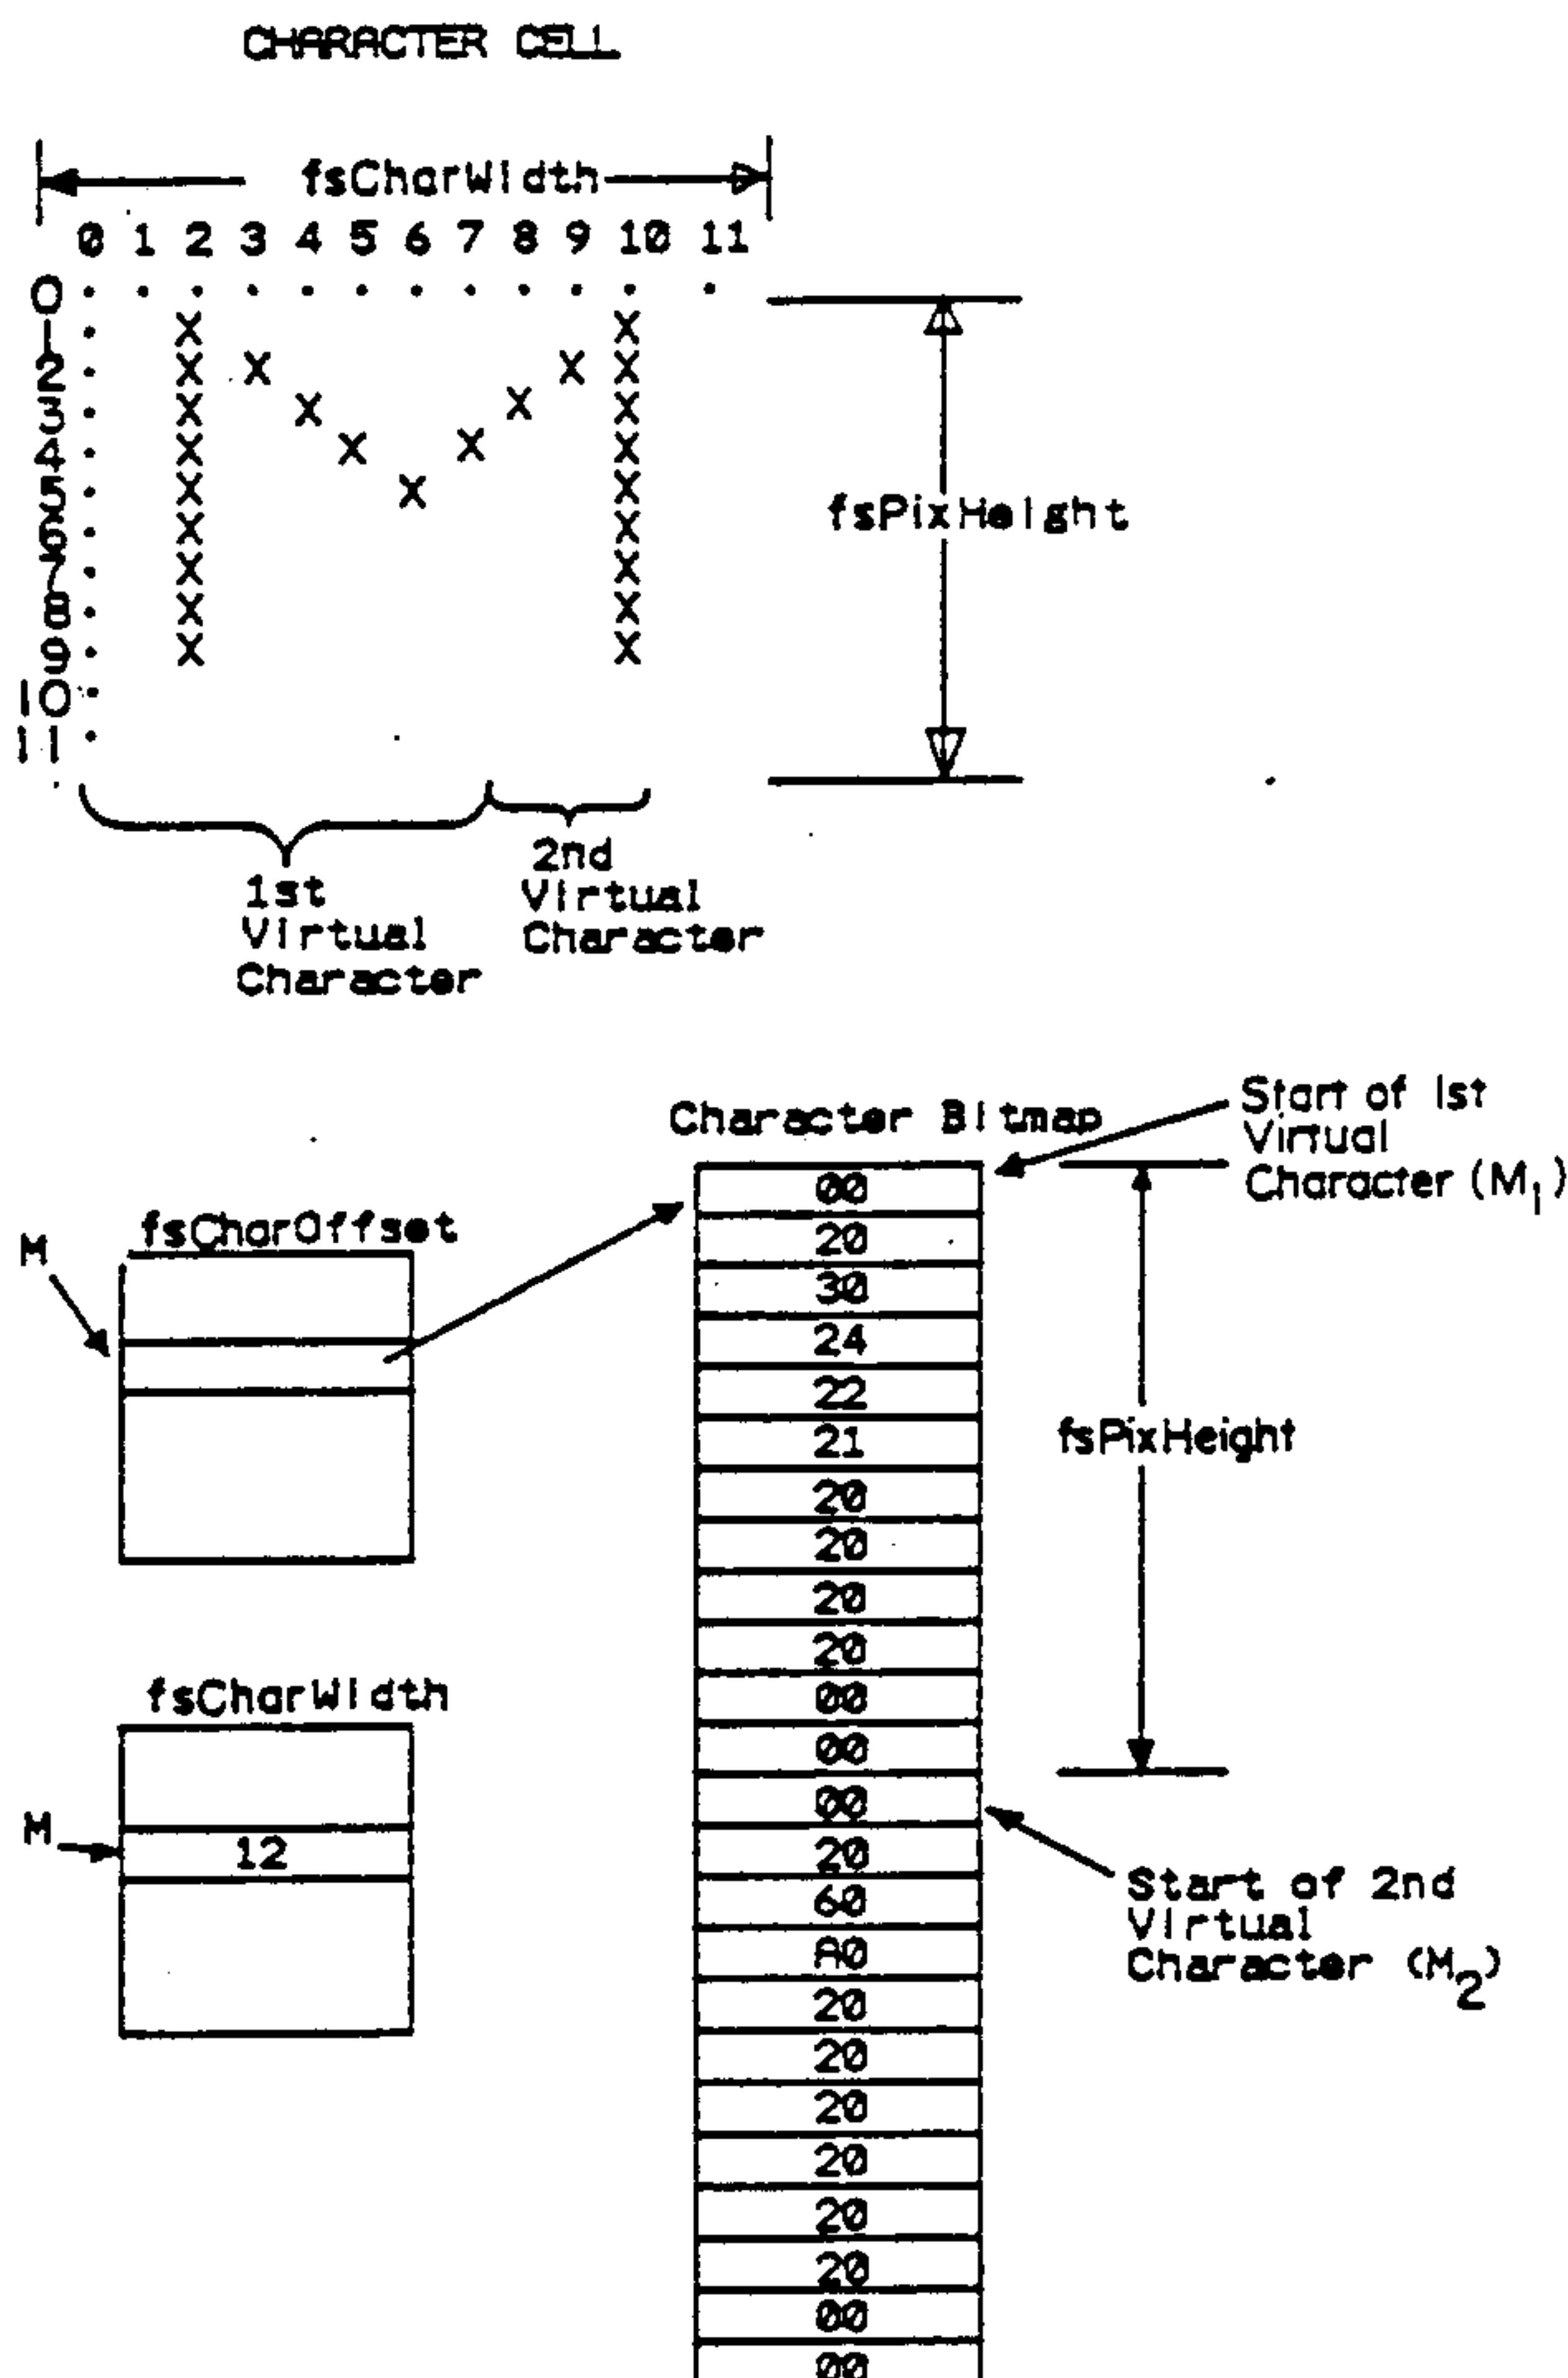 CHARACTER CELL
fsCharWidth
0 1 2 3 4 5 6 7 8 9 10 11
0 . . . . . . . . . . . .
1 . X X
2 . X X X X
3 . X X X X
4 . X X X X
5 . X X X
6 . X X
7 . X X
8 . X X
9 . X X
10 .
11 .
fsPixHeight
1st
Virtual
Character
2nd
Virtual
Character
Character Bitmap
Start of 1st
Virtual
Character (M1)
M
fsCharOffset
00
20
30
24
22
21
20
20
20
20
00
00
00
20
60
A0
20
20
20
20
20
20
00
00
fsPixHeight
fsCharWidth
M
12
Start of 2nd
Virtual
Character (M2)